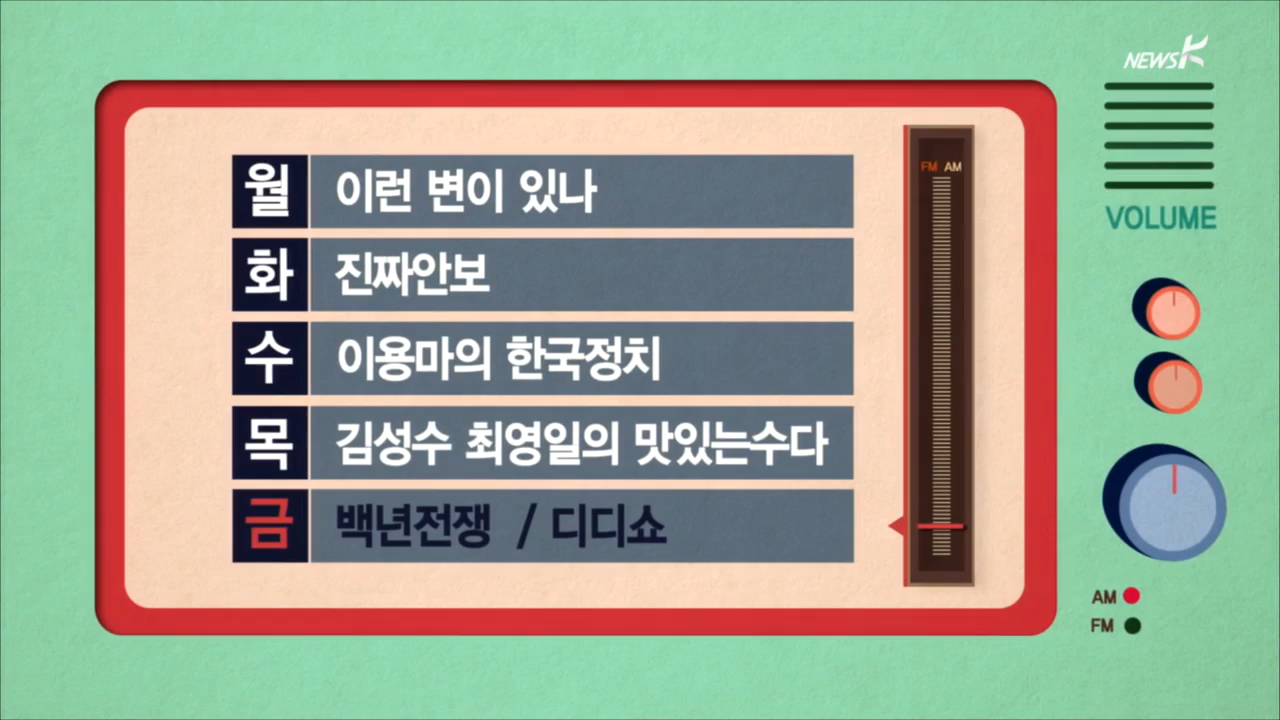 NEWSK
FM AM
월 이런 변이 있나
화 진짜안보
수 이용마의 한국정치
목 김성수 최영일의 맛있는수다
금 백년전쟁 / 디디쇼
VOLUME
AM
FM